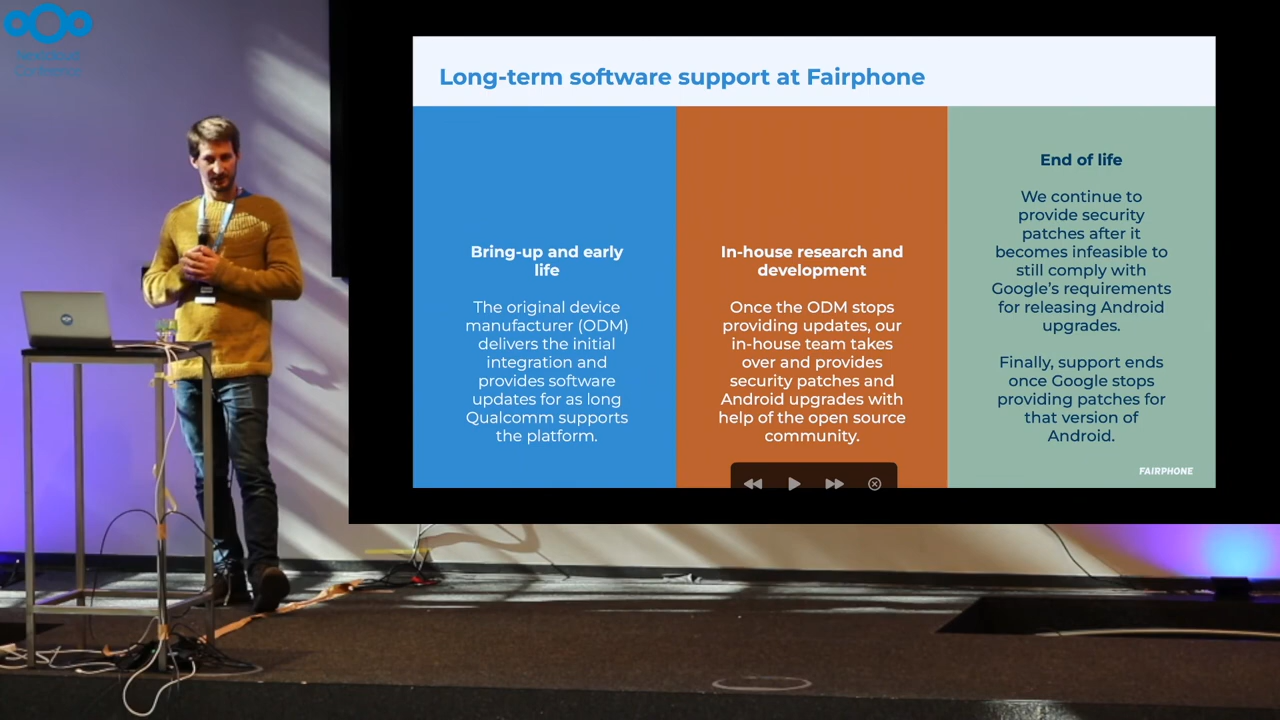 Long-term software support at Fairphone
Bring-up and early
life
The original device
manufacturer (ODM)
delivers the initial
integration and
provides software
updates for as long
Qualcomm supports
the platform.
In-house research and
development
Once the ODM stops
providing updates, our
in-house team takes
over and provides
security patches and
Android upgrades with
help of the open source
community.
End of life
We continue to
provide security
patches after it
becomes infeasible to
still comply with
Google's requirements
for releasing Android
upgrades.
Finally, support ends
once Google stops
providing patches for
that version of
Android.
FAIRPHONE